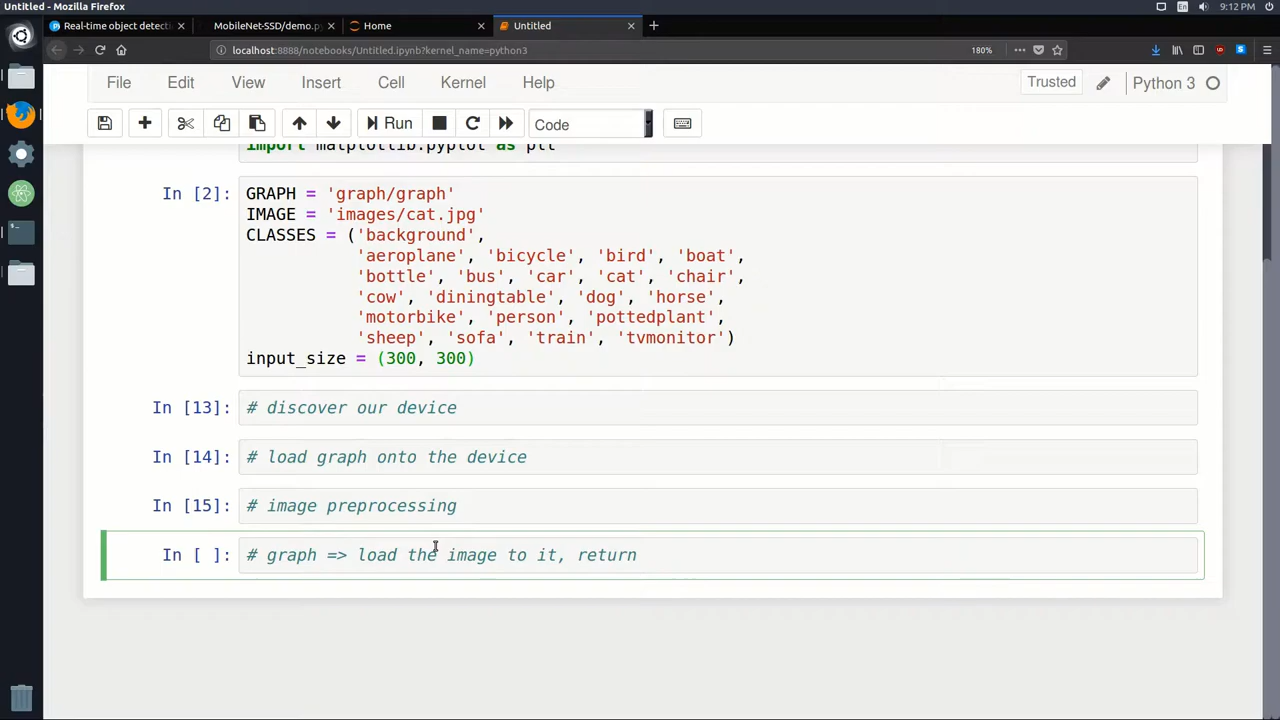 Untitled - Mozilla Firefox
En
9:12 PM
Real-time object detecti
MobileNet-SSD/demo.py
Home
Untitled
localhost:8888/notebooks/Untitled.ipynb?kernel_name=python3
180%
File Edit View Insert Cell Kernel Help
Trusted
Python 3
Run
Code
import matplotlib.pyplot as plt
In [2]: GRAPH = 'graph/graph'
IMAGE = 'images/cat.jpg'
CLASSES = ('background',
'aeroplane', 'bicycle', 'bird', 'boat',
'bottle', 'bus', 'car', 'cat', 'chair',
'cow', 'diningtable', 'dog', 'horse',
'motorbike', 'person', 'pottedplant',
'sheep', 'sofa', 'train', 'tvmonitor')
input_size = (300, 300)
In [13]: # discover our device
In [14]: # load graph onto the device
In [15]: # image preprocessing
In [ ]: # graph => load the image to it, return